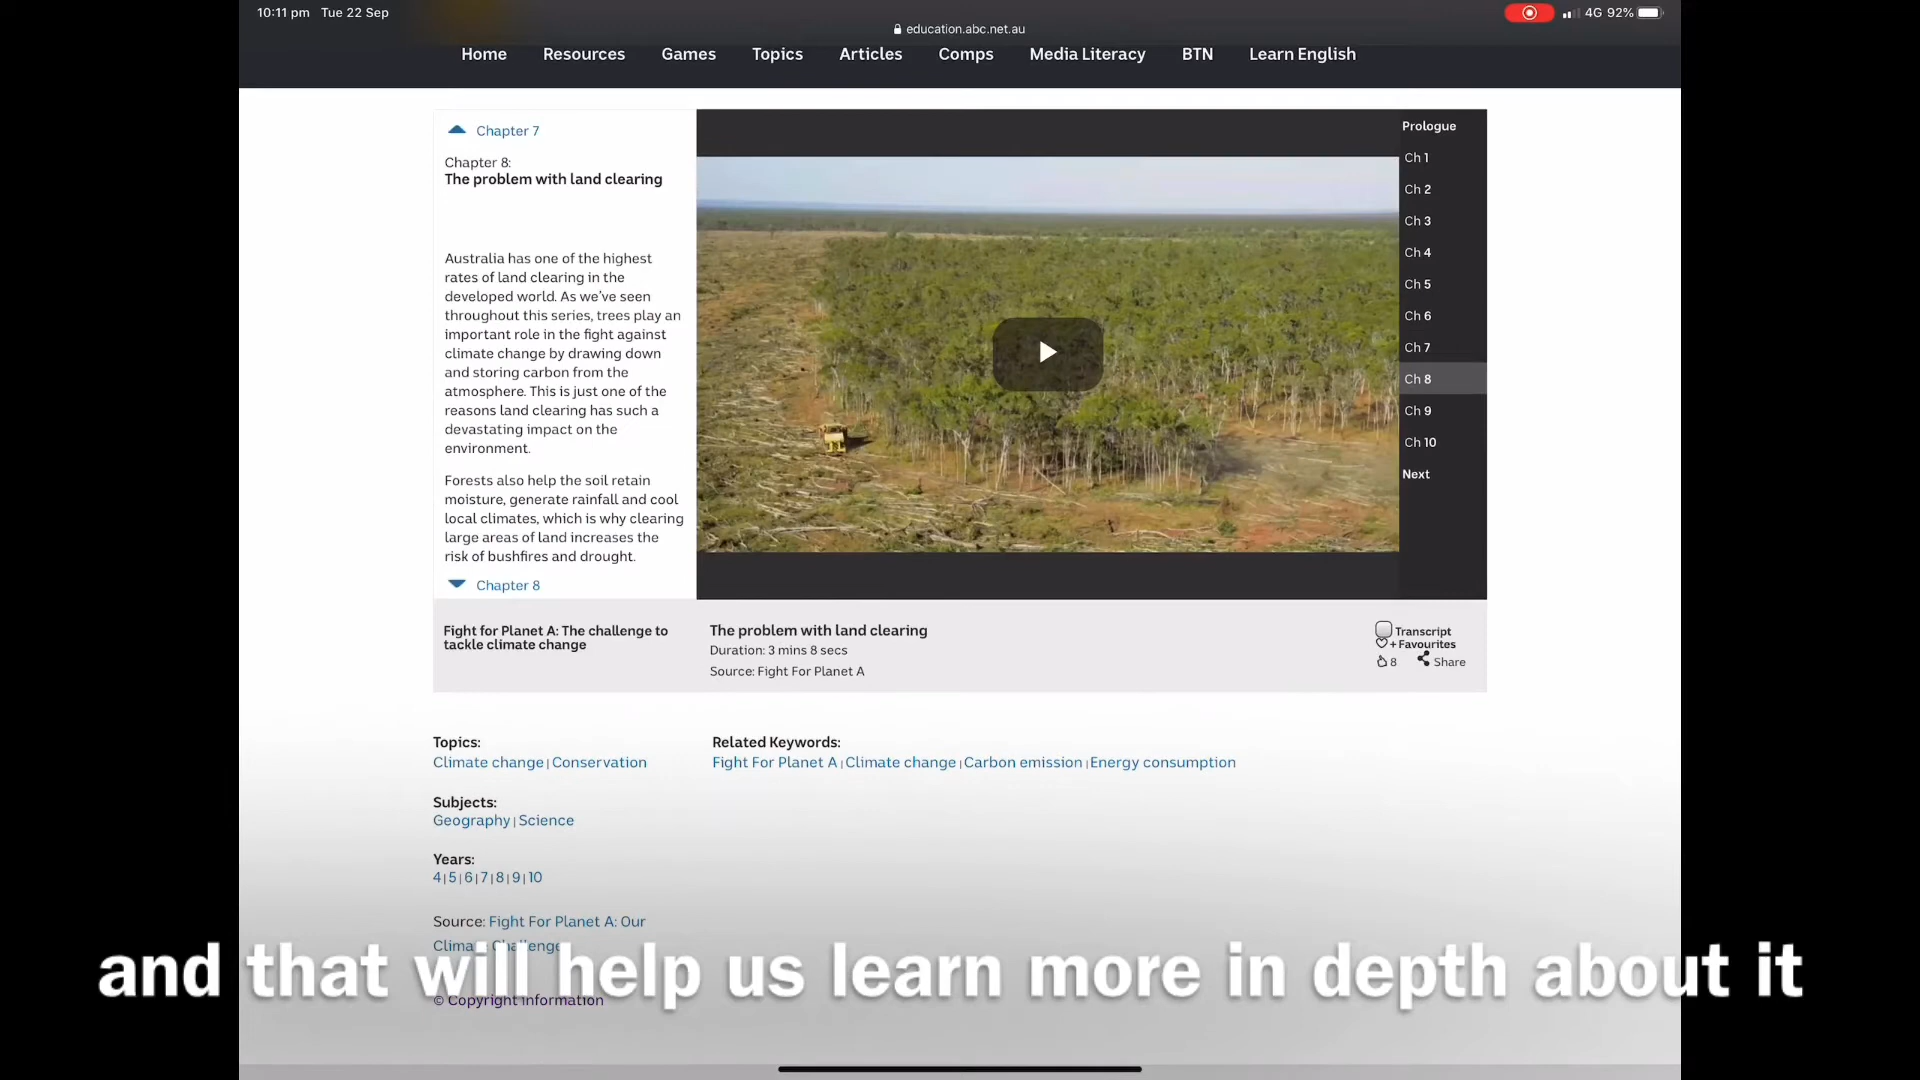 10:11 pm Tue 22 Sep
4G 92%
education.abc.net.au
Home Resources Games Topics Articles Comps Media Literacy BTN Learn English
Chapter 7
Chapter 8:
The problem with land clearing
Australia has one of the highest
rates of land clearing in the
developed world. As we've seen
throughout this series, trees play an
important role in the fight against
climate change by drawing down
and storing carbon from the
atmosphere. This is just one of the
reasons land clearing has such a
devastating impact on the
environment.
Forests also help the soil retain
moisture, generate rainfall and cool
local climates, which is why clearing
large areas of land increases the
risk of bushfires and drought.
Chapter 8
Prologue
Ch 1
Ch 2
Ch 3
Ch 4
Ch 5
Ch 6
Ch 7
Ch 8
Ch 9
Ch 10
Next
Fight for Planet A: The challenge to
tackle climate change
The problem with land clearing
Duration: 3 mins 8 secs
Source: Fight For Planet A
Transcript
+ Favourites
8 Share
Topics:
Climate change | Conservation
Related Keywords:
Fight For Planet A | Climate change | Carbon emission | Energy consumption
Subjects:
Geography | Science
Years:
4 | 5 | 6 | 7 | 8 | 9 | 10
Source: Fight For Planet A: Our
Climate Challenge
and that will help us learn more in depth about it
© Copyright information